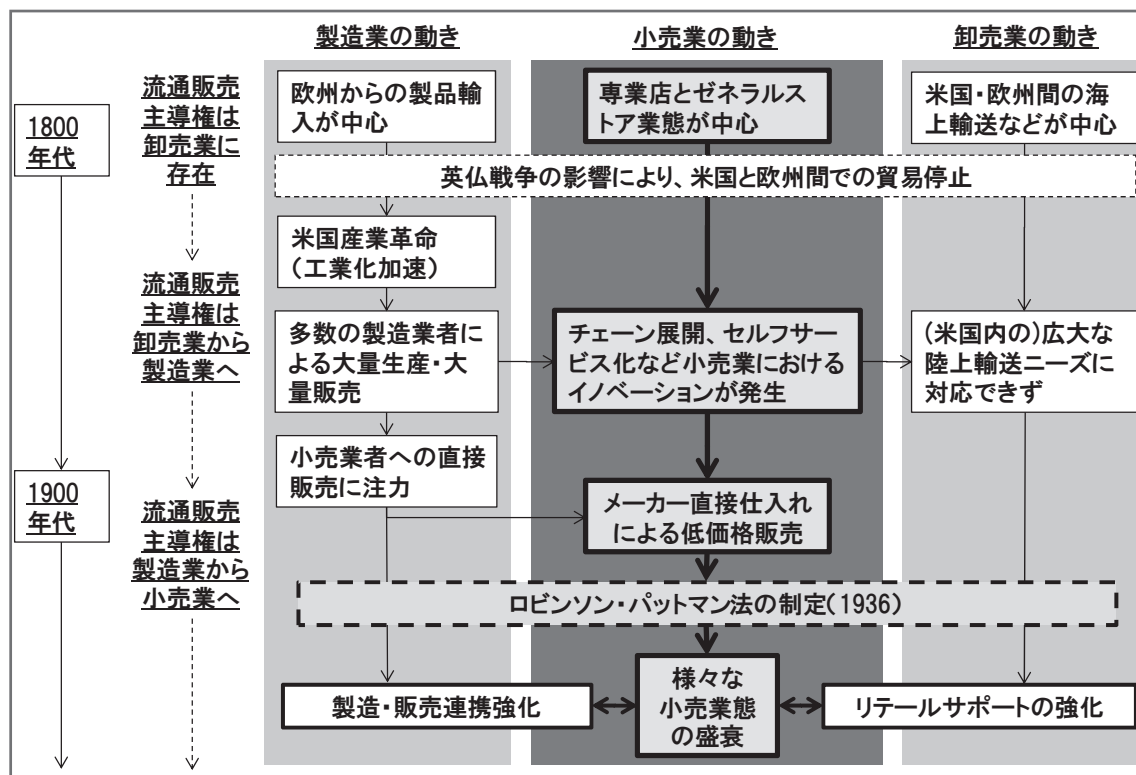 製造業の動き
小売業の動き
卸売業の動き
1800
年代
流通販売
主導権は
卸売業に
存在
欧州からの製品輸
入が中心
専業店とゼネラルス
トア業態が中心
米国・欧州間の海
上輸送などが中心
英仏戦争の影響により、米国と欧州間での貿易停止
米国産業革命
（工業化加速）
流通販売
主導権は
卸売業から
製造業へ
多数の製造業者に
よる大量生産・大
量販売
チェーン展開、セルフサー
ビス化など小売業における
イノベーションが発生
（米国内の）広大な
陸上輸送ニーズに
対応できず
小売業者への直接
販売に注力
1900
年代
流通販売
主導権は
製造業から
小売業へ
メーカー直接仕入れ
による低価格販売
ロビンソン・パットマン法の制定（1936）
製造・販売連携強化
様々な
小売業態
の盛衰
リテールサポートの強化